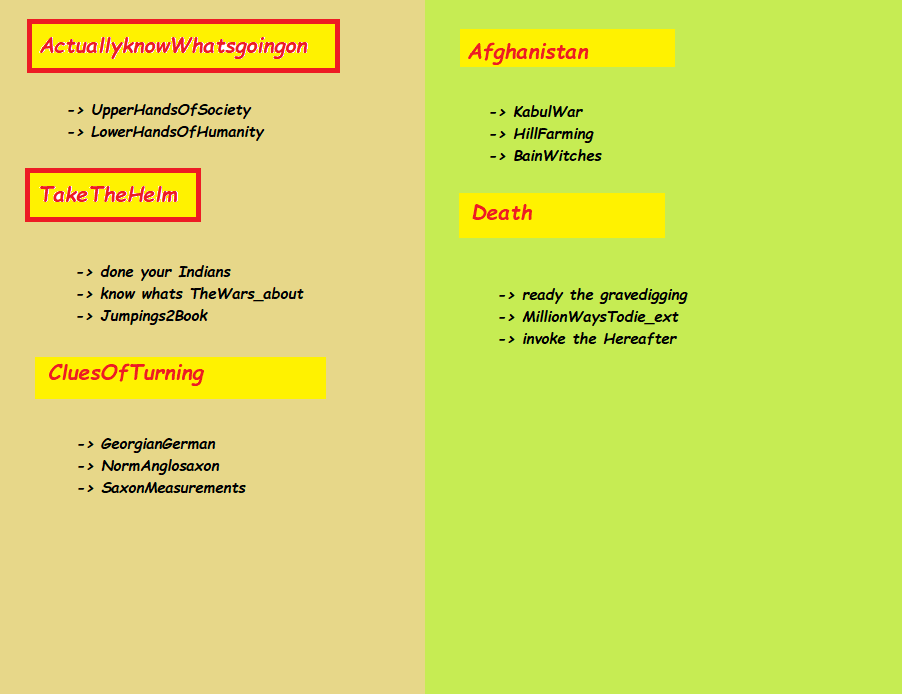 ActuallyknowWhatsgoingon
-> UpperHandsOfSociety
-> LowerHandsOfHumanity
TakeTheHelm
-> done your Indians
-> know whats TheWars_about
-> Jumpings2Book
CluesOfTurning
-> GeorgianGerman
-> NormAnglosaxon
-> SaxonMeasurements
Afghanistan
-> KabulWar
-> HillFarming
-> BainWitches
Death
-> ready the gravedigging
-> MillionWaysTodie_ext
-> invoke the Hereafter